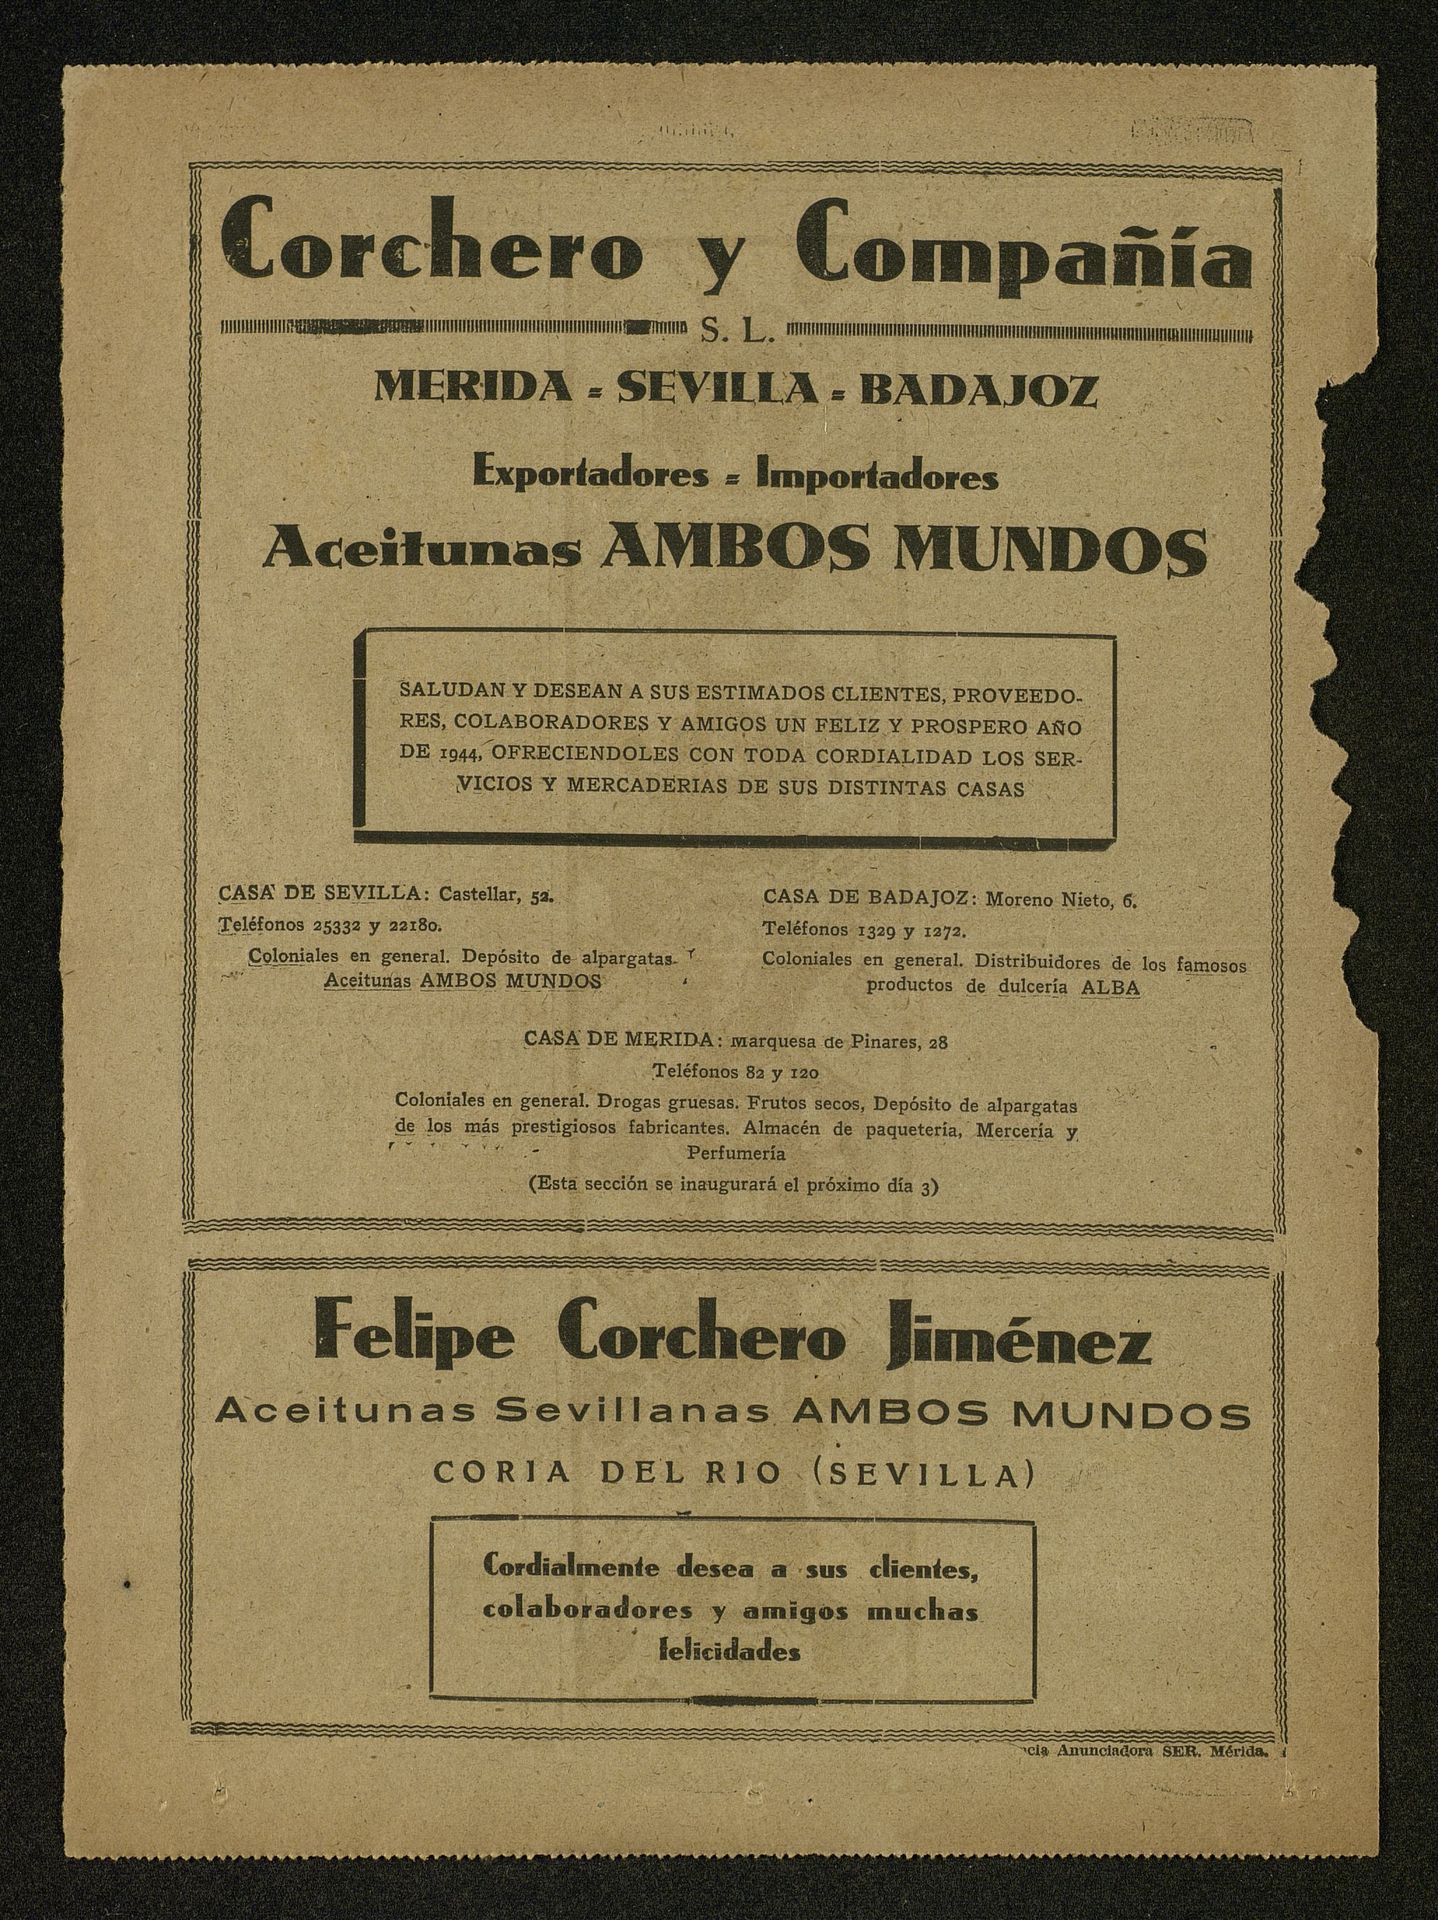 Corchero y Compañía
S. L.
MERIDA = SEVILLA = BADAJOZ
Exportadores = Importadores
Aceitunas AMBOS MUNDOS
SALUDAN Y DESEAN A SUS ESTIMADOS CLIENTES, PROVEEDO-
RES, COLABORADORES Y AMIGOS UN FELIZ Y PROSPERO AÑO
DE 1944, OFRECIENDOLES CON TODA CORDIALIDAD LOS SER-
VICIOS Y MERCADERIAS DE SUS DISTINTAS CASAS
CASA DE SEVILLA: Castellar, 52.
Teléfonos 25332 y 22180.
Coloniales en general. Depósito de alpargatas.
Aceitunas AMBOS MUNDOS
CASA DE BADAJOZ: Moreno Nieto, 6.
Teléfonos 1329 y 1272.
Coloniales en general. Distribuidores de los famosos
productos de dulcería ALBA
CASA DE MERIDA: Marquesa de Pinares, 28
Teléfonos 82 y 120
Coloniales en general. Drogas gruesas. Frutos secos, Depósito de alpargatas
de los más prestigiosos fabricantes. Almacén de paquetería, Mercería y
Perfumería
(Esta sección se inaugurará el próximo día 3)
Felipe Corchero Jiménez
Aceitunas Sevillanas AMBOS MUNDOS
CORIA DEL RIO (SEVILLA)
Cordialmente desea a sus clientes,
colaboradores y amigos muchas
felicidades
Anunciadora SER. Mérida.